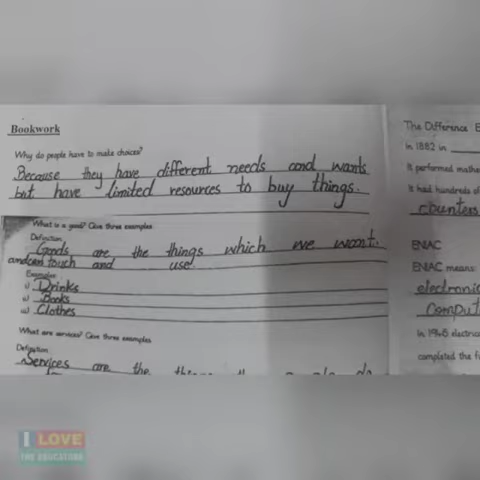 Bookwork
Why do people have to make choices?
Because they have different needs and wants
but have limited resources to buy things.
What is a good? Give three examples
Definition:
Goods are the things which we want.
and can touch and use
Examples:
i) Drinks
ii) Books
iii) Clothes
What are services? Give three examples
Definition:
Services are the
The Difference E
In 1882 in
It performed mathe
It had hundreds of
counters
ENIAC
ENIAC means:
electronic
Comput
In 1946 electric
completed the f
I LOVE
THE EDUCATORS